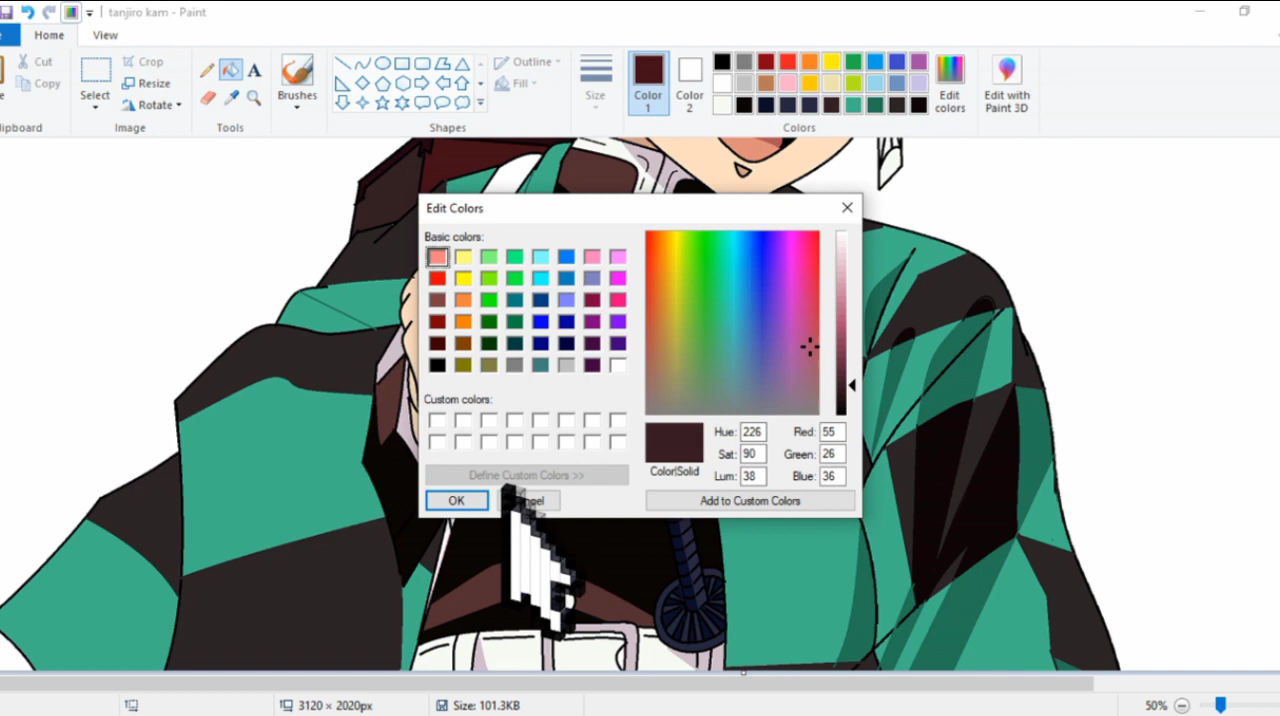 tanjiro kam - Paint
Home
View
Cut
Copy
Select
Crop
Resize
Rotate
A
Brushes
Outline
Fill
Size
Color
1
Color
2
Edit
colors
Edit with
Paint 3D
Image
Tools
Shapes
Colors
Edit Colors
Basic colors:
Custom colors:
Define Custom Colors >>
OK
Hue: 226
Sat: 90
Lum: 38
Red: 55
Green: 26
Blue: 36
Color|Solid
Add to Custom Colors
3120 × 2020px
Size: 101.3KB
50%